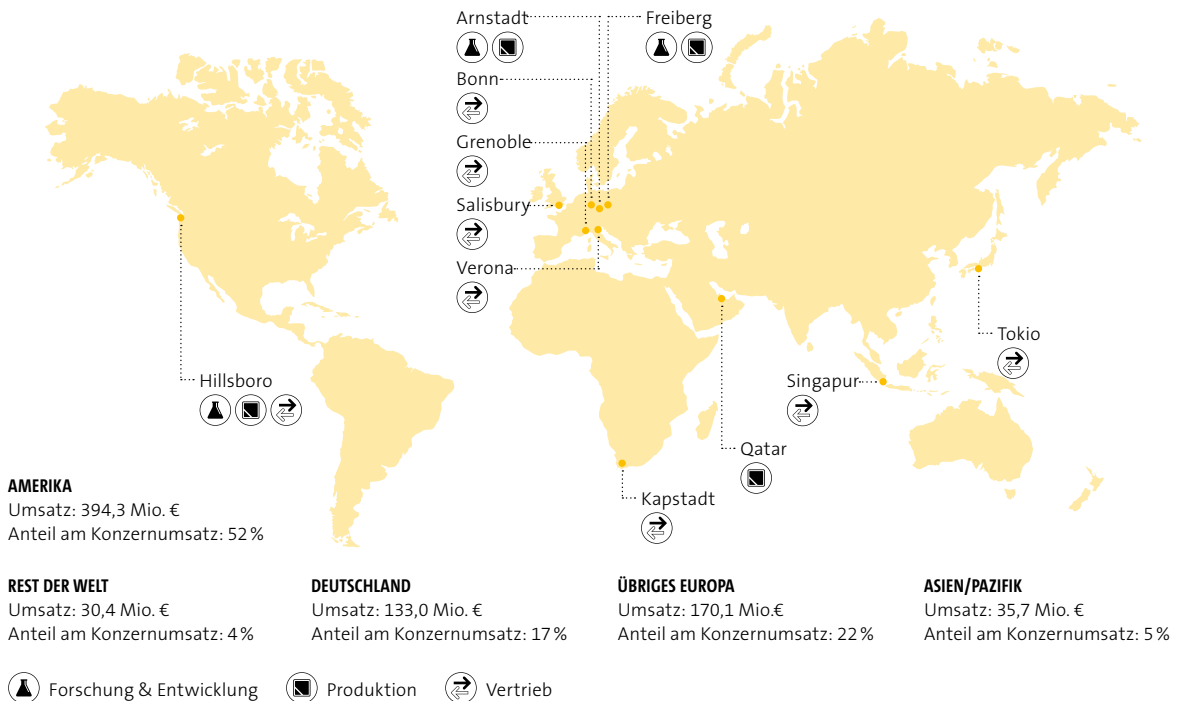 Arnstadt
Freiberg
Bonn
Grenoble
Salisbury
Verona
Hillsboro
Tokio
Singapur
Qatar
Kapstadt
AMERIKA
Umsatz: 394,3 Mio. €
Anteil am Konzernumsatz: 52 %
REST DER WELT
Umsatz: 30,4 Mio. €
Anteil am Konzernumsatz: 4 %
DEUTSCHLAND
Umsatz: 133,0 Mio. €
Anteil am Konzernumsatz: 17 %
ÜBRIGES EUROPA
Umsatz: 170,1 Mio.€
Anteil am Konzernumsatz: 22 %
ASIEN/PAZIFIK
Umsatz: 35,7 Mio. €
Anteil am Konzernumsatz: 5 %
Forschung & Entwicklung
Produktion
Vertrieb